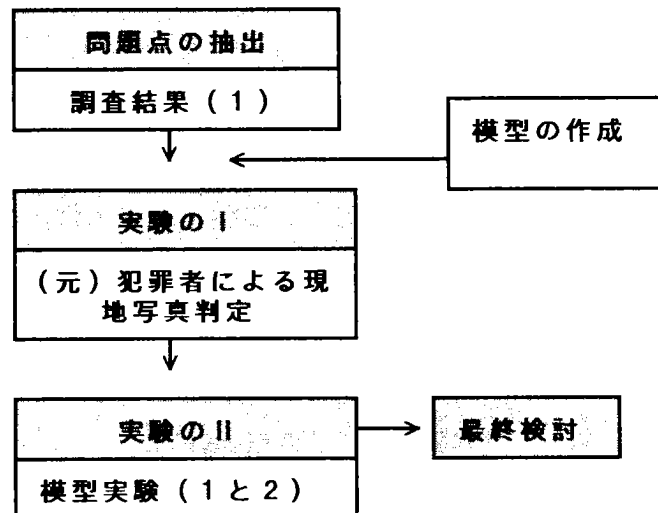 問題点の抽出
調査結果（１）
模型の作成
実験のⅠ
（元）犯罪者による現
地写真判定
実験のⅡ
模型実験（１と２）
最終検討